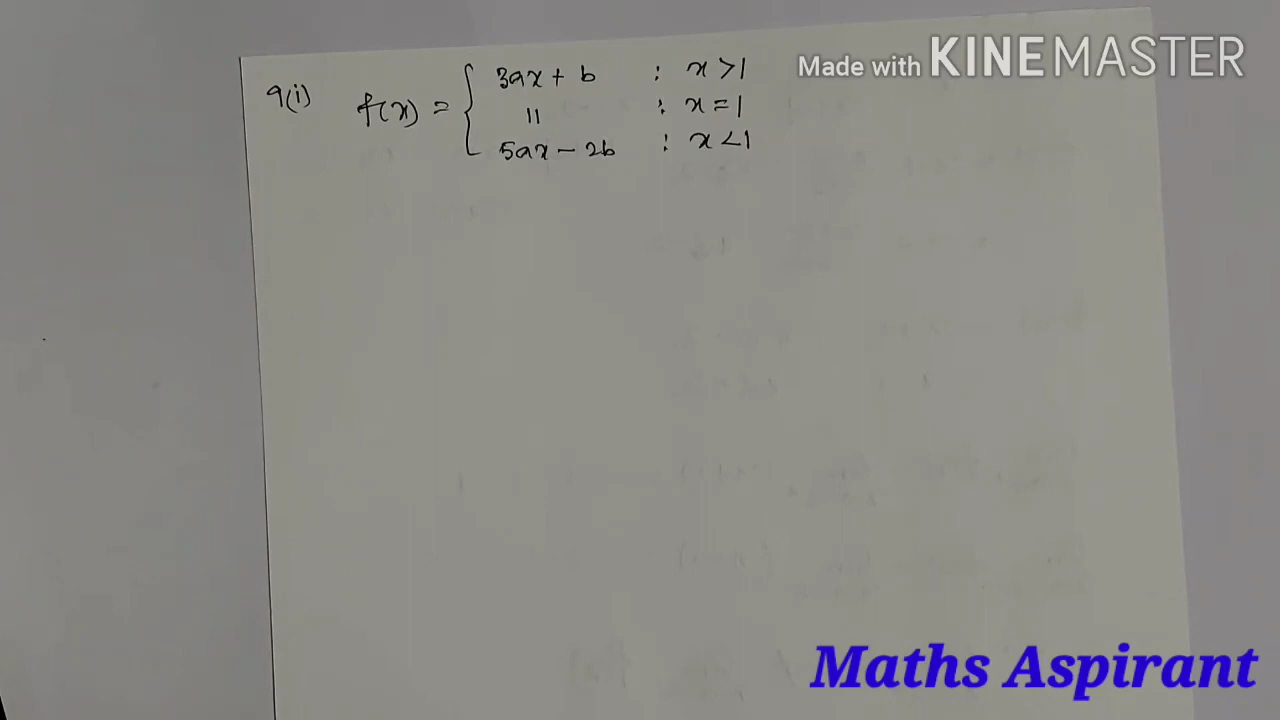 Made with KINEMASTER
9(i) f(x) = { 3ax + b : x > 1
11 : x = 1
5ax - 2b : x < 1
Maths Aspirant